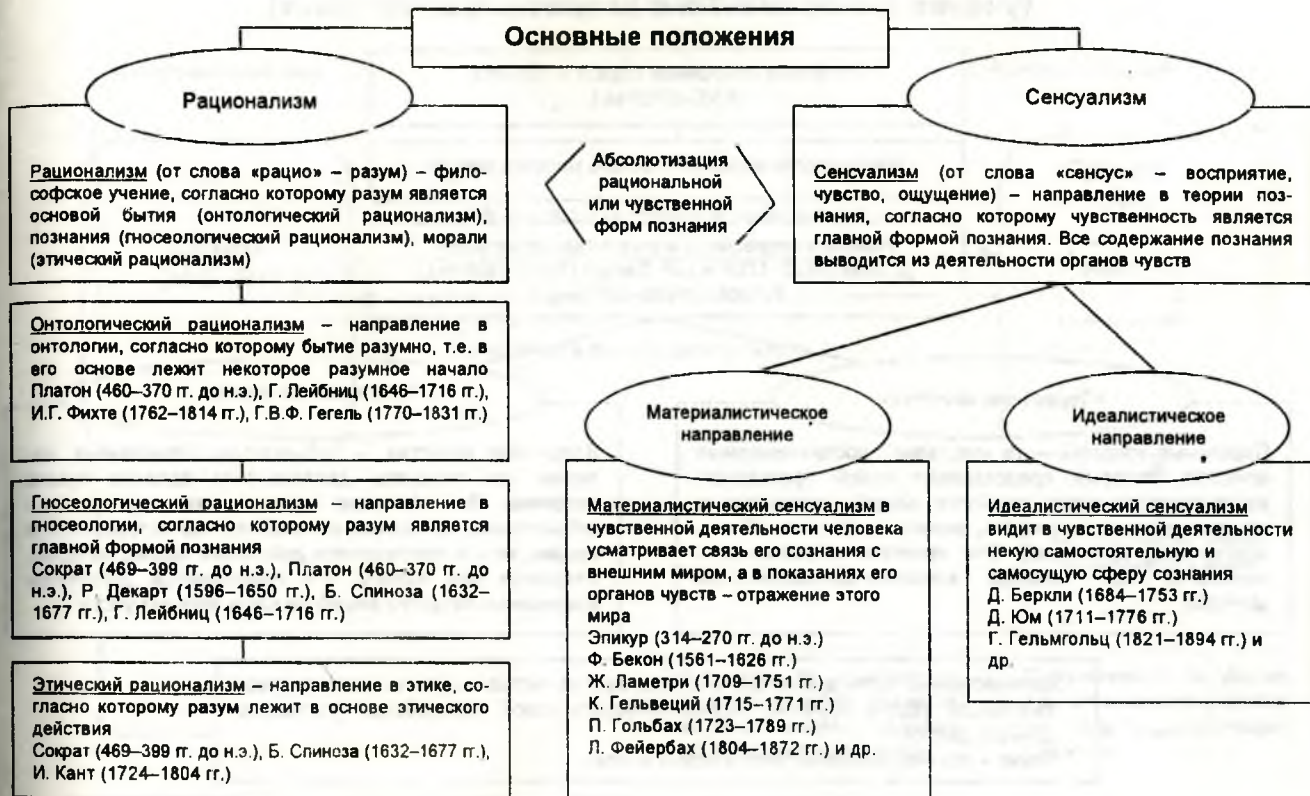 Основные положения
Рационализм
Рационализм (от слова «рацио» – разум) – фило-
софское учение, согласно которому разум является
основой бытия (онтологический рационализм),
познания (гносеологический рационализм), морали
(этический рационализм)
Онтологический рационализм – направление в
онтологии, согласно которому бытие разумно, т.е. в
его основе лежит некоторое разумное начало
Платон (460–370 гг. до н.э.), Г. Лейбниц (1646–1716 гг.),
И.Г. Фихте (1762–1814 гг.), Г.В.Ф. Гегель (1770–1831 гг.)
Гносеологический рационализм – направление в
гносеологии, согласно которому разум является
главной формой познания
Сократ (469–399 гг. до н.э.), Платон (460–370 гг. до
н.э.), Р. Декарт (1596–1650 гг.), Б. Спиноза (1632–
1677 гг.), Г. Лейбниц (1646–1716 гг.)
Этический рационализм – направление в этике, со-
гласно которому разум лежит в основе этического
действия
Сократ (469–399 гг. до н.э.), Б. Спиноза (1632–1677 гг.),
И. Кант (1724–1804 гг.)
Абсолютизация
рациональной
или чувственной
форм познания
Сенсуализм
Сенсуализм (от слова «сенсус» – восприятие,
чувство, ощущение) – направление в теории поз-
нания, согласно которому чувственность является
главной формой познания. Все содержание познания
выводится из деятельности органов чувств
Материалистическое
направление
Материалистический сенсуализм в
чувственной деятельности человека
усматривает связь его сознания с
внешним миром, а в показаниях его
органов чувств – отражение этого
мира
Эпикур (314–270 гг. до н.э.)
Ф. Бекон (1561–1626 гг.)
Ж. Ламетри (1709–1751 гг.)
К. Гельвеций (1715–1771 гг.)
П. Гольбах (1723–1789 гг.)
Л. Фейербах (1804–1872 гг.) и др.
Идеалистическое
направление
Идеалистический сенсуализм
видит в чувственной деятельности
некую самостоятельную и
самосущую сферу сознания
Д. Беркли (1684–1753 гг.)
Д. Юм (1711–1776 гг.)
Г. Гельмгольц (1821–1894 гг.) и
др.